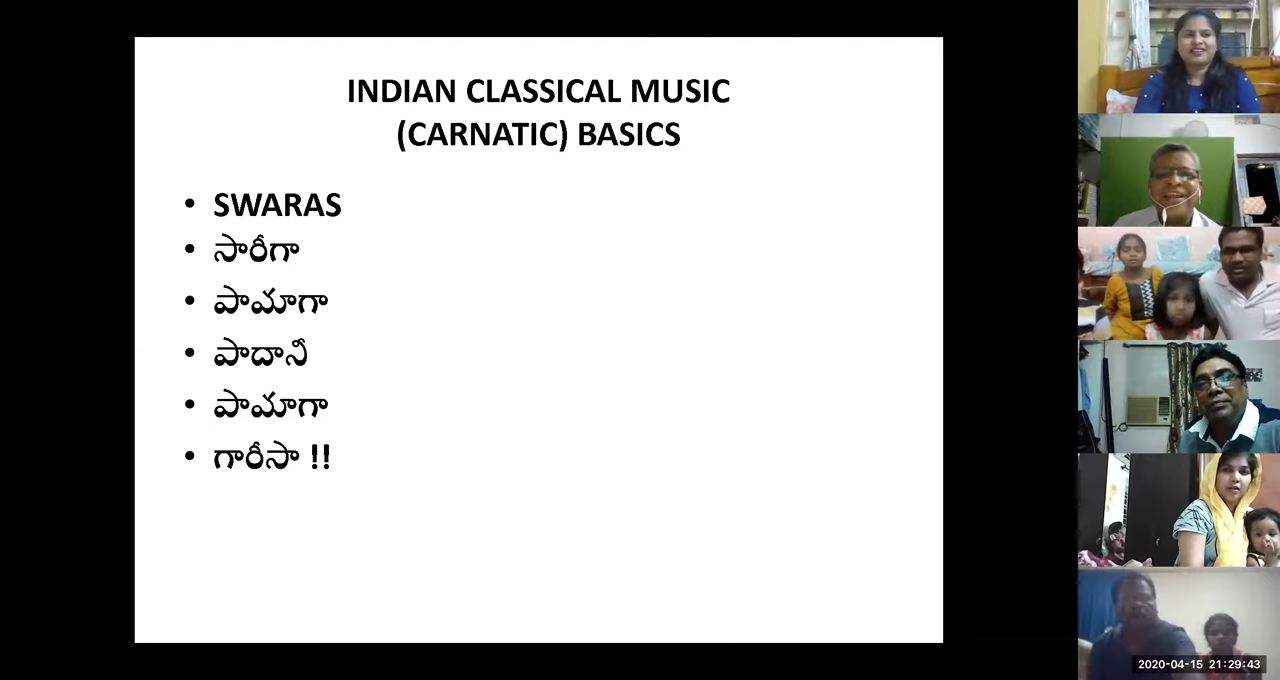 INDIAN CLASSICAL MUSIC
(CARNATIC) BASICS
• SWARAS
• సారీగా
• పామాగా
• పాదానీ
• పామాగా
• గారీసా !!
2020-04-15 21:29:43